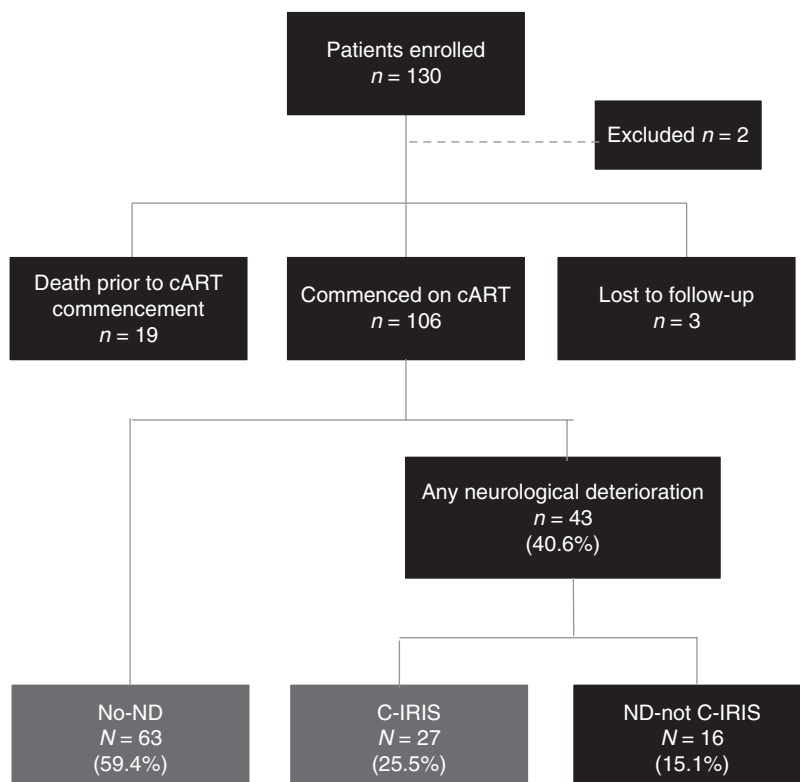 Patients enrolled
n = 130
Excluded n = 2
Death prior to cART
commencement
n = 19
Commenced on cART
n = 106
Lost to follow-up
n = 3
Any neurological deterioration
n = 43
(40.6%)
No-ND
N = 63
(59.4%)
C-IRIS
N = 27
(25.5%)
ND-not C-IRIS
N = 16
(15.1%)